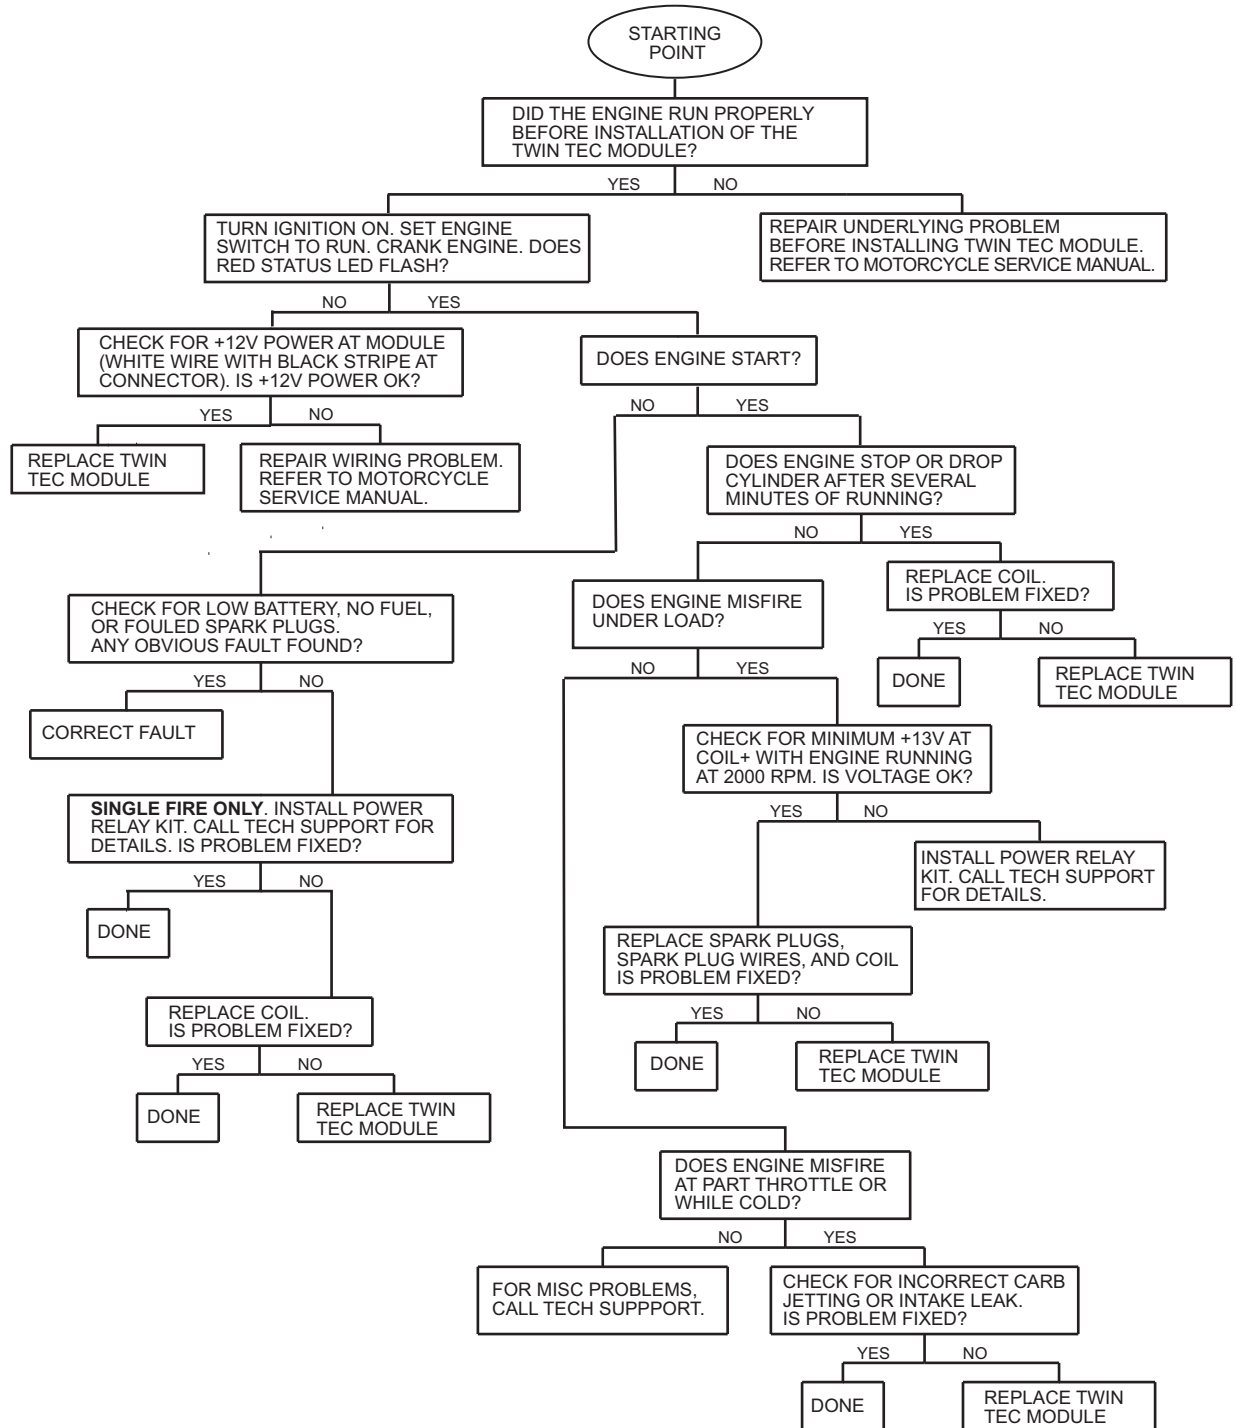 STARTING
POINT
DID THE ENGINE RUN PROPERLY
BEFORE INSTALLATION OF THE
TWIN TEC MODULE?
YES
NO
TURN IGNITION ON. SET ENGINE
SWITCH TO RUN. CRANK ENGINE. DOES
RED STATUS LED FLASH?
REPAIR UNDERLYING PROBLEM
BEFORE INSTALLING TWIN TEC MODULE.
REFER TO MOTORCYCLE SERVICE MANUAL.
NO
YES
CHECK FOR +12V POWER AT MODULE
(WHITE WIRE WITH BLACK STRIPE AT
CONNECTOR). IS +12V POWER OK?
DOES ENGINE START?
YES
NO
NO
YES
REPLACE TWIN
TEC MODULE
REPAIR WIRING PROBLEM.
REFER TO MOTORCYCLE
SERVICE MANUAL.
DOES ENGINE STOP OR DROP
CYLINDER AFTER SEVERAL
MINUTES OF RUNNING?
NO
YES
CHECK FOR LOW BATTERY, NO FUEL,
OR FOULED SPARK PLUGS.
ANY OBVIOUS FAULT FOUND?
DOES ENGINE MISFIRE
UNDER LOAD?
REPLACE COIL.
IS PROBLEM FIXED?
YES
NO
NO
YES
YES
NO
DONE
REPLACE TWIN
TEC MODULE
CORRECT FAULT
CHECK FOR MINIMUM +13V AT
COIL+ WITH ENGINE RUNNING
AT 2000 RPM. IS VOLTAGE OK?
SINGLE FIRE ONLY. INSTALL POWER
RELAY KIT. CALL TECH SUPPORT FOR
DETAILS. IS PROBLEM FIXED?
YES
NO
INSTALL POWER RELAY
KIT. CALL TECH SUPPORT
FOR DETAILS.
YES
NO
DONE
REPLACE SPARK PLUGS,
SPARK PLUG WIRES, AND COIL
IS PROBLEM FIXED?
REPLACE COIL.
IS PROBLEM FIXED?
YES
NO
YES
NO
DONE
REPLACE TWIN
TEC MODULE
DONE
REPLACE TWIN
TEC MODULE
DOES ENGINE MISFIRE
AT PART THROTTLE OR
WHILE COLD?
NO
YES
FOR MISC PROBLEMS,
CALL TECH SUPPPORT.
CHECK FOR INCORRECT CARB
JETTING OR INTAKE LEAK.
IS PROBLEM FIXED?
YES
NO
DONE
REPLACE TWIN
TEC MODULE